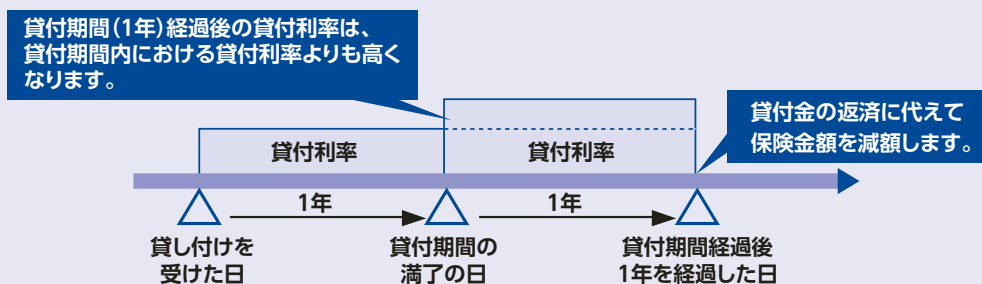 貸付期間(1年)経過後の貸付利率は、
貸付期間内における貸付利率よりも高く
なります。
貸付金の返済に代えて
保険金額を減額します。
貸付利率
貸付利率
1年
1年
貸し付けを
受けた日
貸付期間の
満了の日
貸付期間経過後
1年を経過した日